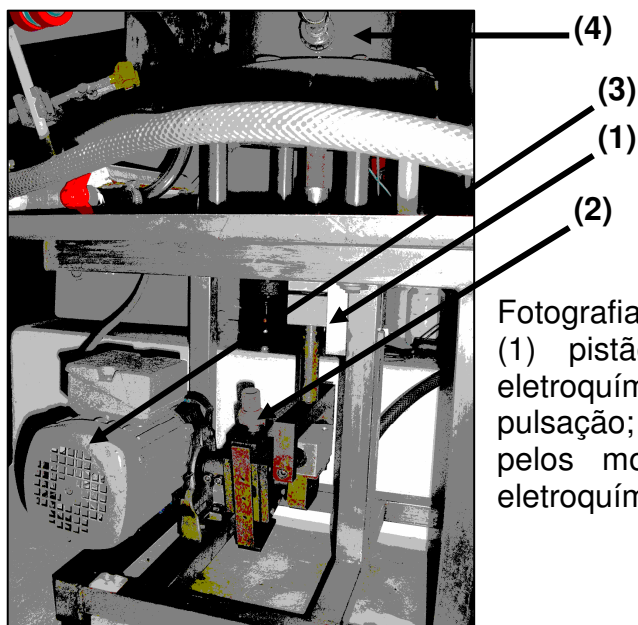 (4)
(3)
(1)
(2)
Fotografia
(1) pistão
eletroquím
pulsação;
pelos mo
eletroquím